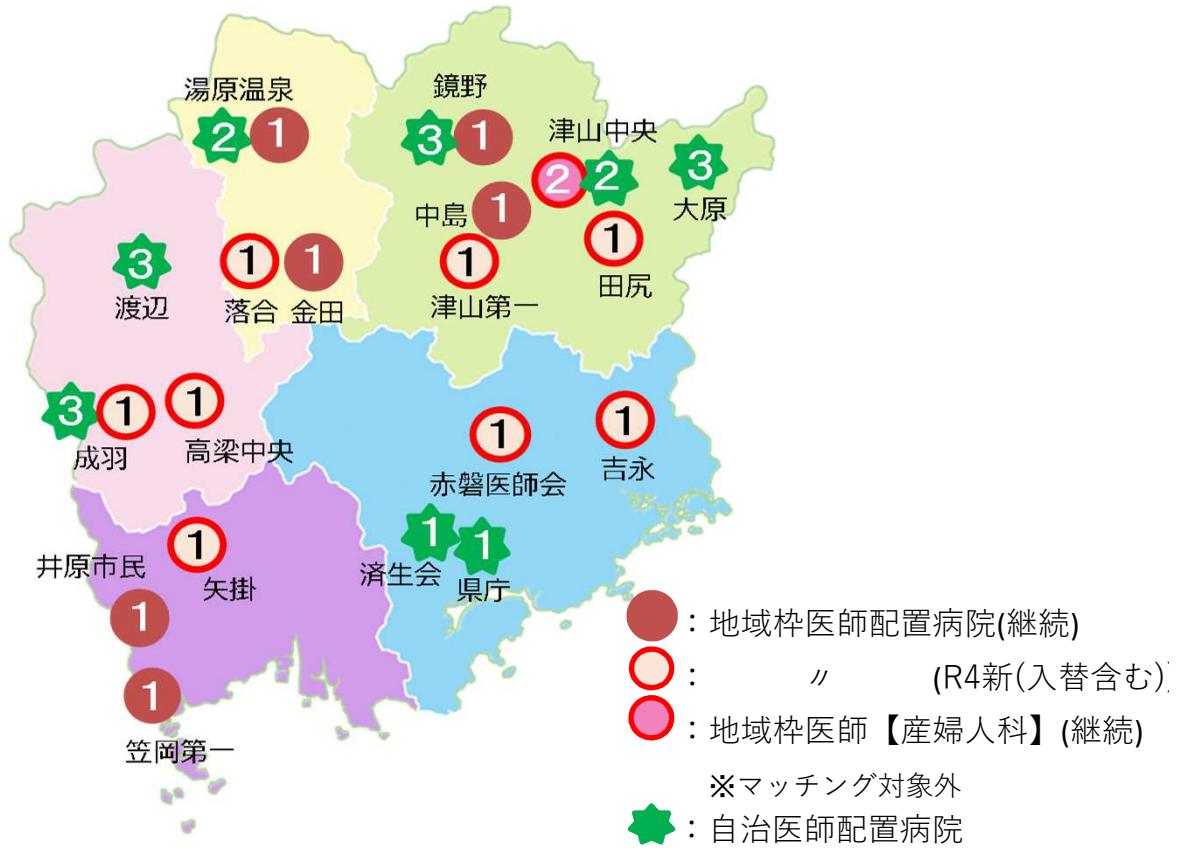 湯原温泉
2 1
鏡野
3 1
津山中央
2 2
3
大原
中島 1
1
津山第一
1
田尻
3
渡辺
1 1
落合 金田
3 1
成羽
1
高梁中央
1
赤磐医師会
1
吉永
1 1
済生会 県庁
1
矢掛
井原市民
1
1
笠岡第一
：地域枠医師配置病院(継続)
： 〃 (R4新(入替含む))
：地域枠医師【産婦人科】(継続)
※マッチング対象外
：自治医師配置病院